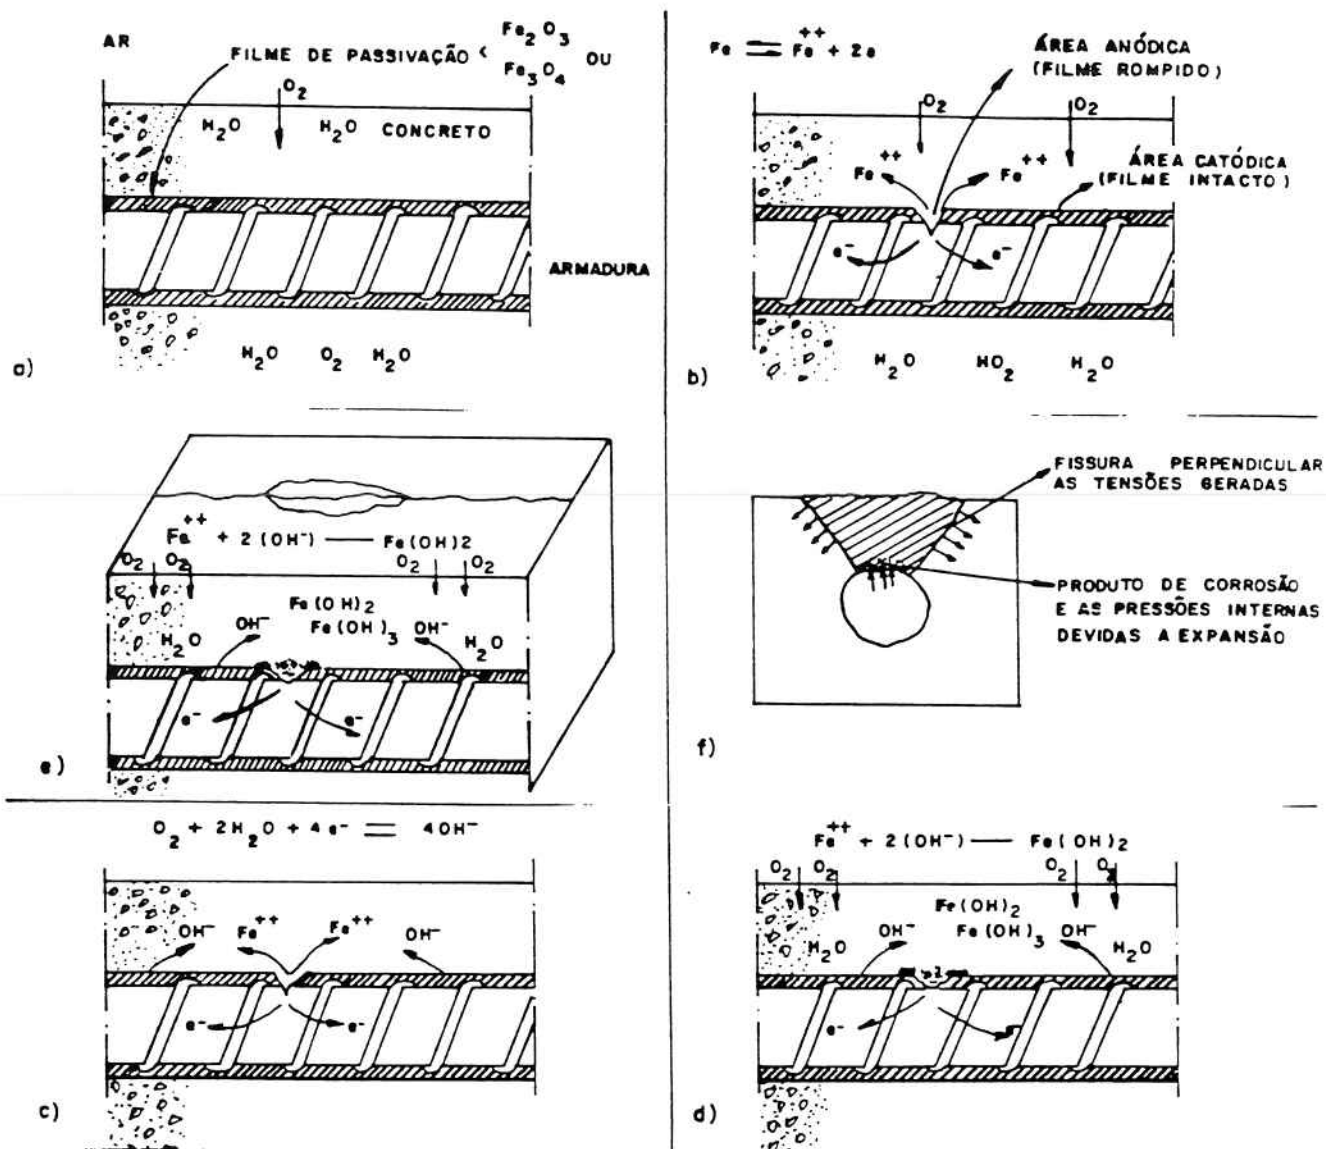 AR
FILME DE PASSIVAÇÃO < Fe2O3 OU Fe3O4
O2
H2O H2O CONCRETO
ARMADURA
H2O O2 H2O
a)
Fe ⇌ Fe++ + 2e
ÁREA ANÓDICA
(FILME ROMPIDO)
O2 O2
Fe++ Fe++
ÁREA CATÓDICA
(FILME INTACTO)
e- e-
H2O HO2 H2O
b)
Fe++ + 2(OH-) — Fe(OH)2
O2 O2 O2 O2
Fe(OH)2
H2O OH- Fe(OH)3 OH- H2O
e- e-
e)
FISSURA PERPENDICULAR
AS TENSÕES GERADAS
PRODUTO DE CORROSÃO
E AS PRESSÕES INTERNAS
DEVIDAS A EXPANSÃO
f)
O2 + 2H2O + 4e- = 4OH-
OH- Fe++ Fe++ OH-
e- e-
c)
Fe++ + 2(OH-) — Fe(OH)2
O2 O2 O2 O2
Fe(OH)2
H2O OH- Fe(OH)3 OH- H2O
e-
d)